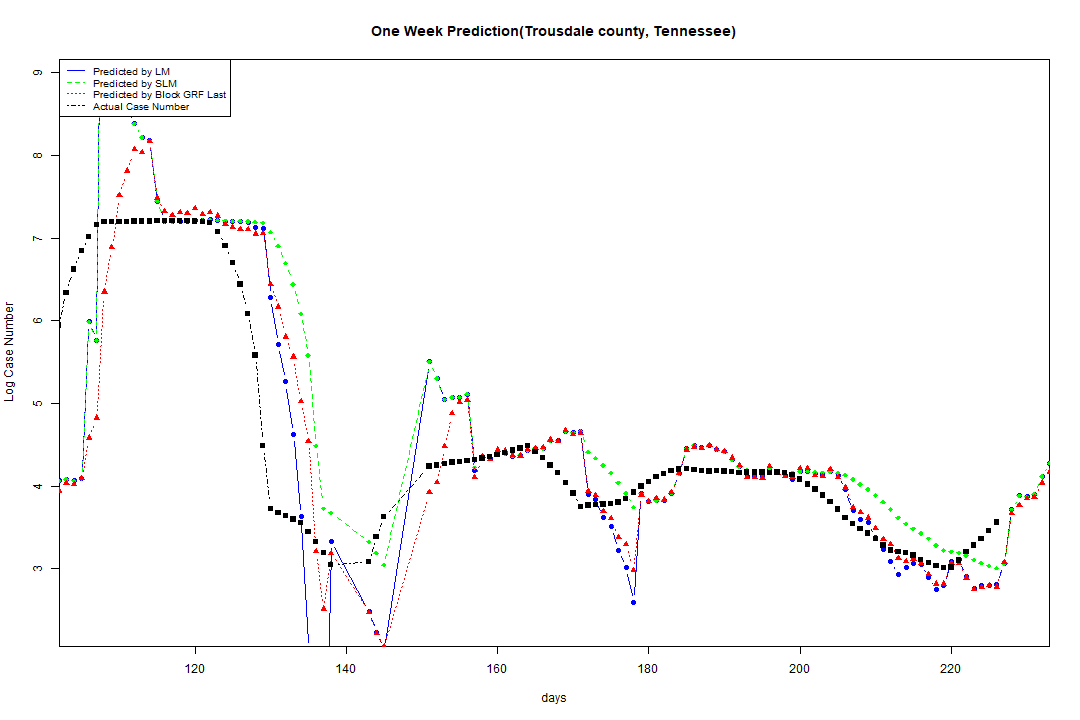 One Week Prediction(Trousdale county, Tennessee)
Predicted by LM
Predicted by SLM
Predicted by Block GRF Last
Actual Case Number
9
8
7
6
5
4
3
Log Case Number
120 140 160 180 200 220
days